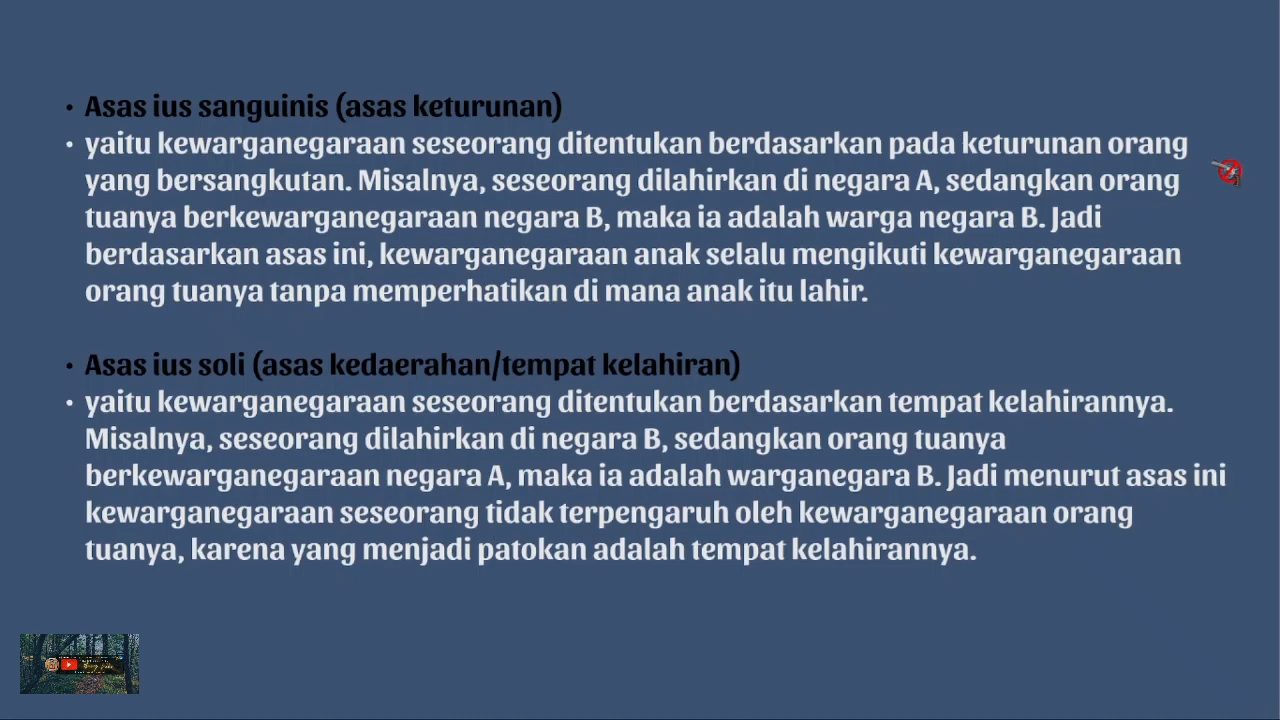 • Asas ius sanguinis (asas keturunan)
• yaitu kewarganegaraan seseorang ditentukan berdasarkan pada keturunan orang
yang bersangkutan. Misalnya, seseorang dilahirkan di negara A, sedangkan orang
tuanya berkewarganegaraan negara B, maka ia adalah warga negara B. Jadi
berdasarkan asas ini, kewarganegaraan anak selalu mengikuti kewarganegaraan
orang tuanya tanpa memperhatikan di mana anak itu lahir.
• Asas ius soli (asas kedaerahan/tempat kelahiran)
• yaitu kewarganegaraan seseorang ditentukan berdasarkan tempat kelahirannya.
Misalnya, seseorang dilahirkan di negara B, sedangkan orang tuanya
berkewarganegaraan negara A, maka ia adalah warganegara B. Jadi menurut asas ini
kewarganegaraan seseorang tidak terpengaruh oleh kewarganegaraan orang
tuanya, karena yang menjadi patokan adalah tempat kelahirannya.